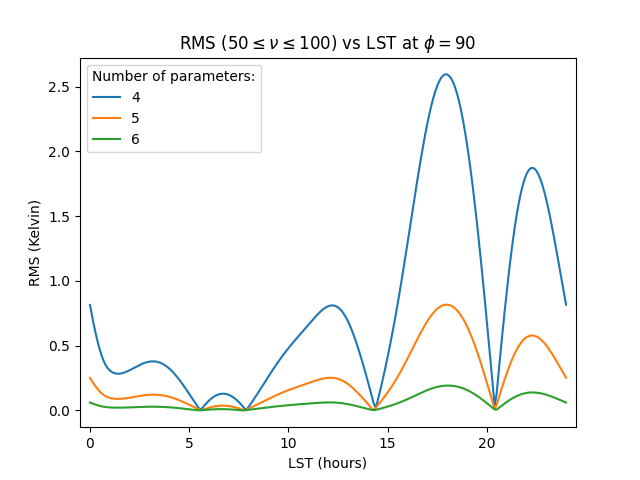 RMS (50 ≤ ν ≤ 100) vs LST at ϕ = 90
Number of parameters:
4
5
6
RMS (Kelvin)
2.5
2.0
1.5
1.0
0.5
0.0
0 5 10 15 20
LST (hours)